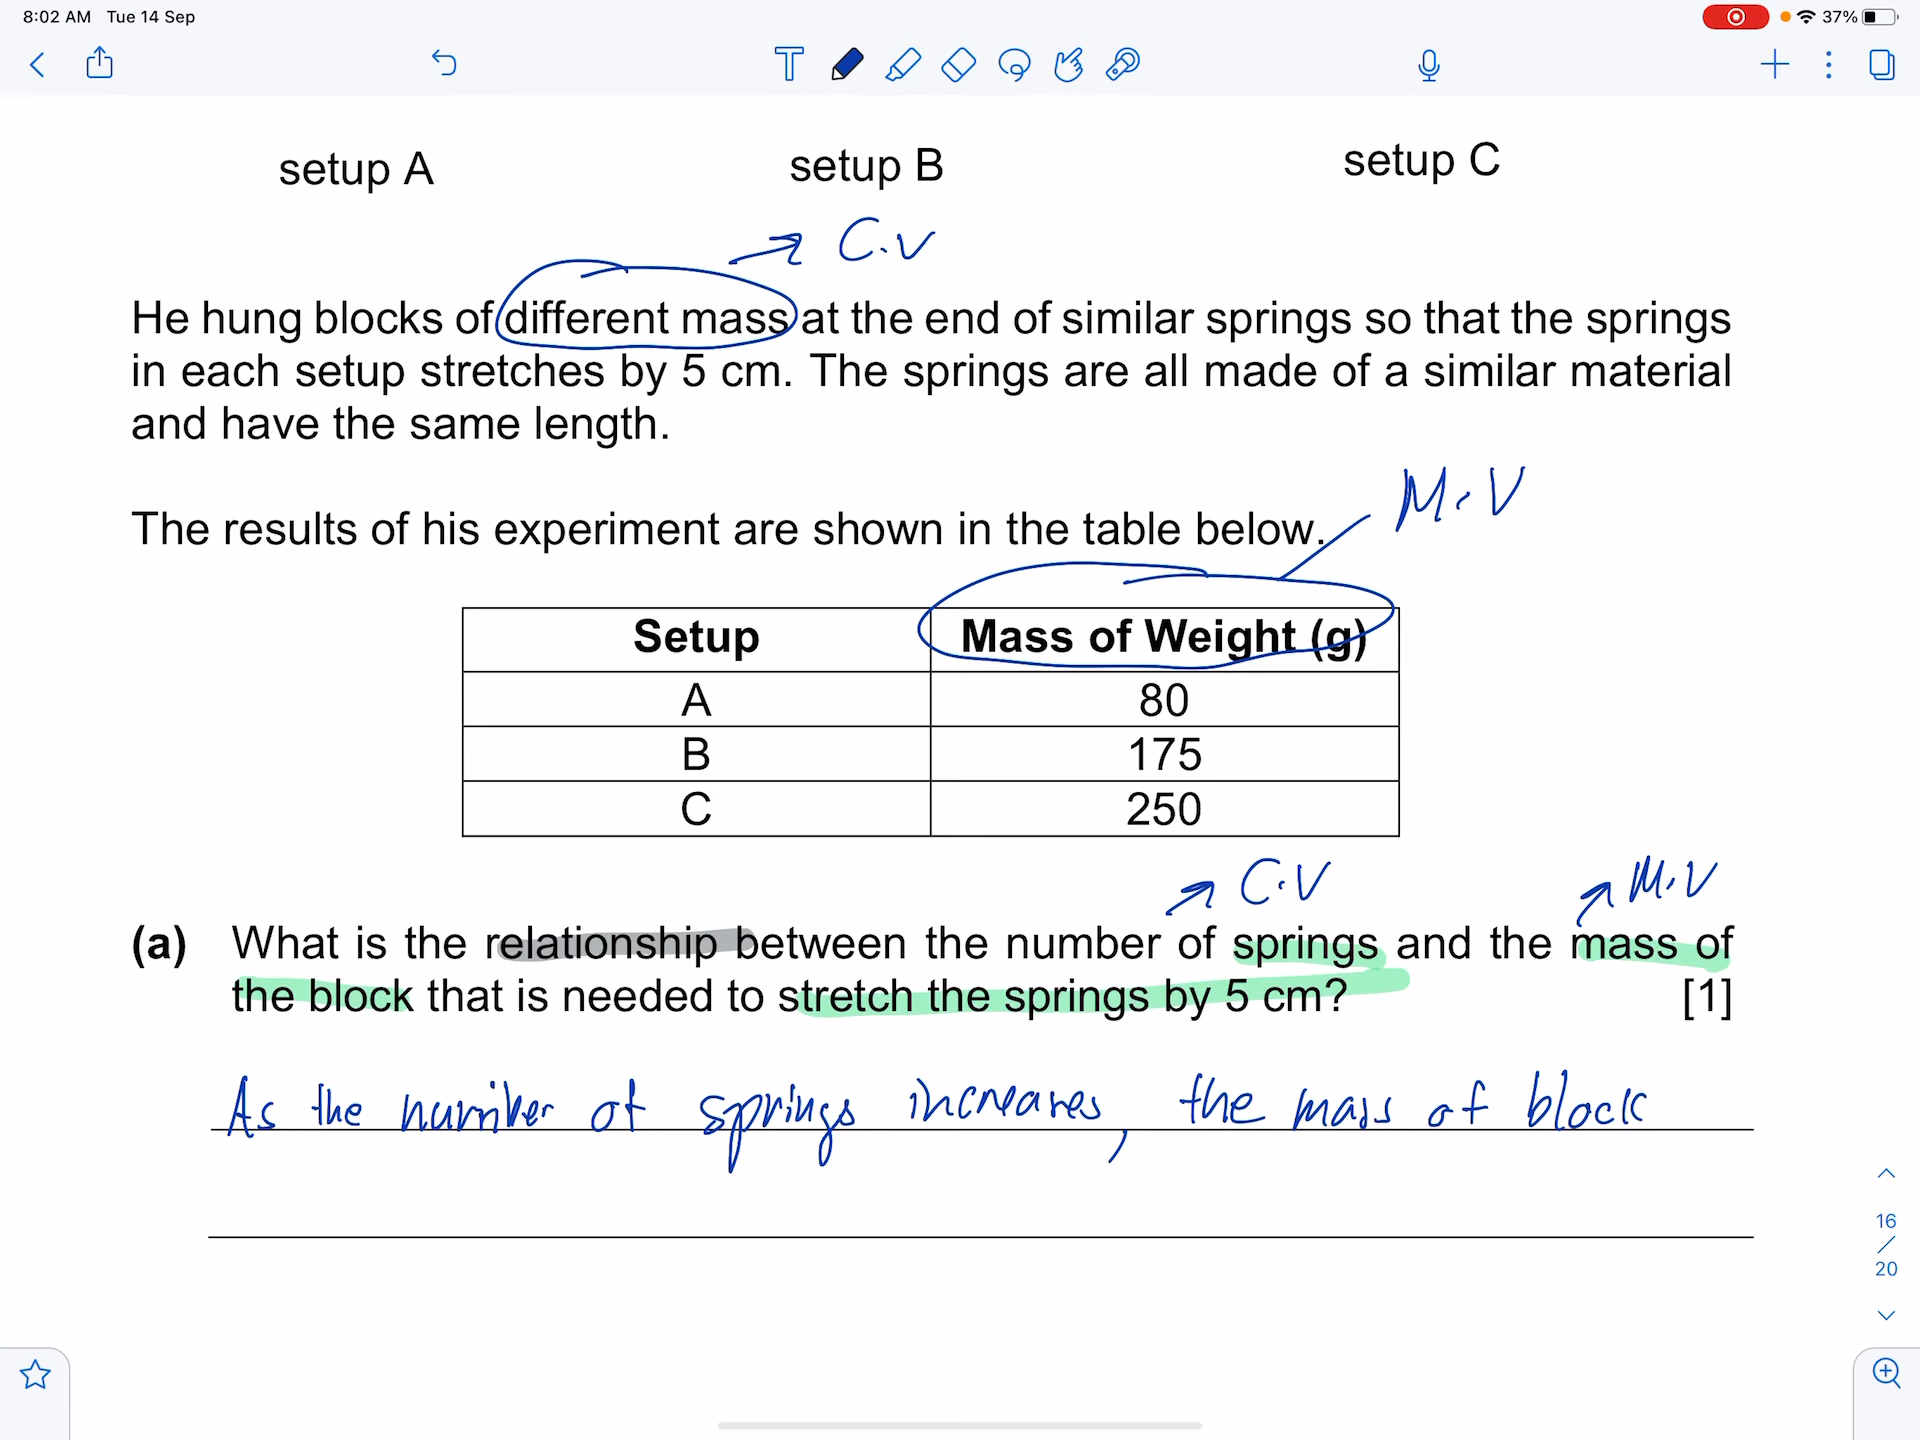 8:02 AM Tue 14 Sep
37%
T
setup A setup B setup C
C.V
He hung blocks of different mass at the end of similar springs so that the springs
in each setup stretches by 5 cm. The springs are all made of a similar material
and have the same length.
M.V
The results of his experiment are shown in the table below.
Setup Mass of Weight (g)
A 80
B 175
C 250
C.V M.V
(a) What is the relationship between the number of springs and the mass of
the block that is needed to stretch the springs by 5 cm? [1]
As the number of springs increases, the mass of block
16
/
20